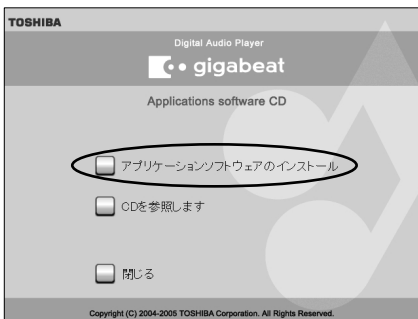 TOSHIBA
Digital Audio Player
gigabeat
Applications software CD
アプリケーションソフトウェアのインストール
CDを参照します
閉じる
Copyright (C) 2004-2005 TOSHIBA Corporation. All Rights Reserved.